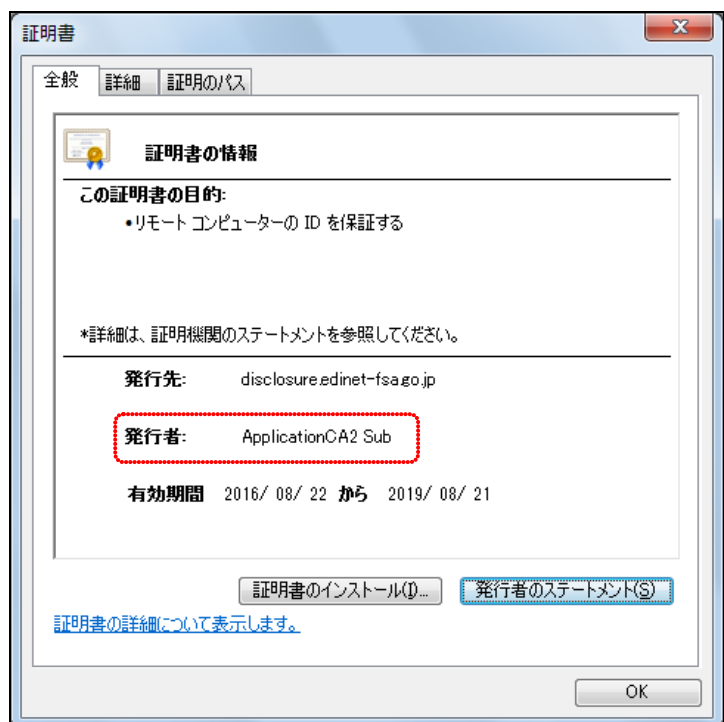 証明書
x
全般 詳細 証明のパス
証明書の情報
この証明書の目的:
•リモート コンピューターの ID を保証する
*詳細は、証明機関のステートメントを参照してください。
発行先: disclosure.edinet-fsa.go.jp
発行者: ApplicationCA2 Sub
有効期間 2016/ 08/ 22 から 2019/ 08/ 21
証明書のインストール(I)... 発行者のステートメント(S)
証明書の詳細について表示します。
OK